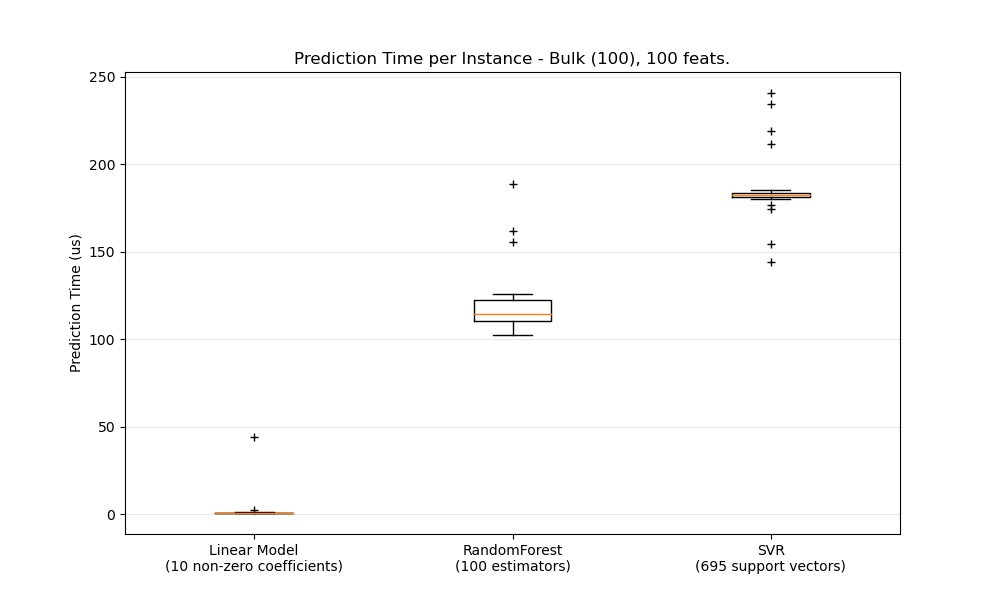 Prediction Time per Instance - Bulk (100), 100 feats.
Prediction Time (us)
250
200
150
100
50
0
Linear Model
(10 non-zero coefficients)
RandomForest
(100 estimators)
SVR
(695 support vectors)